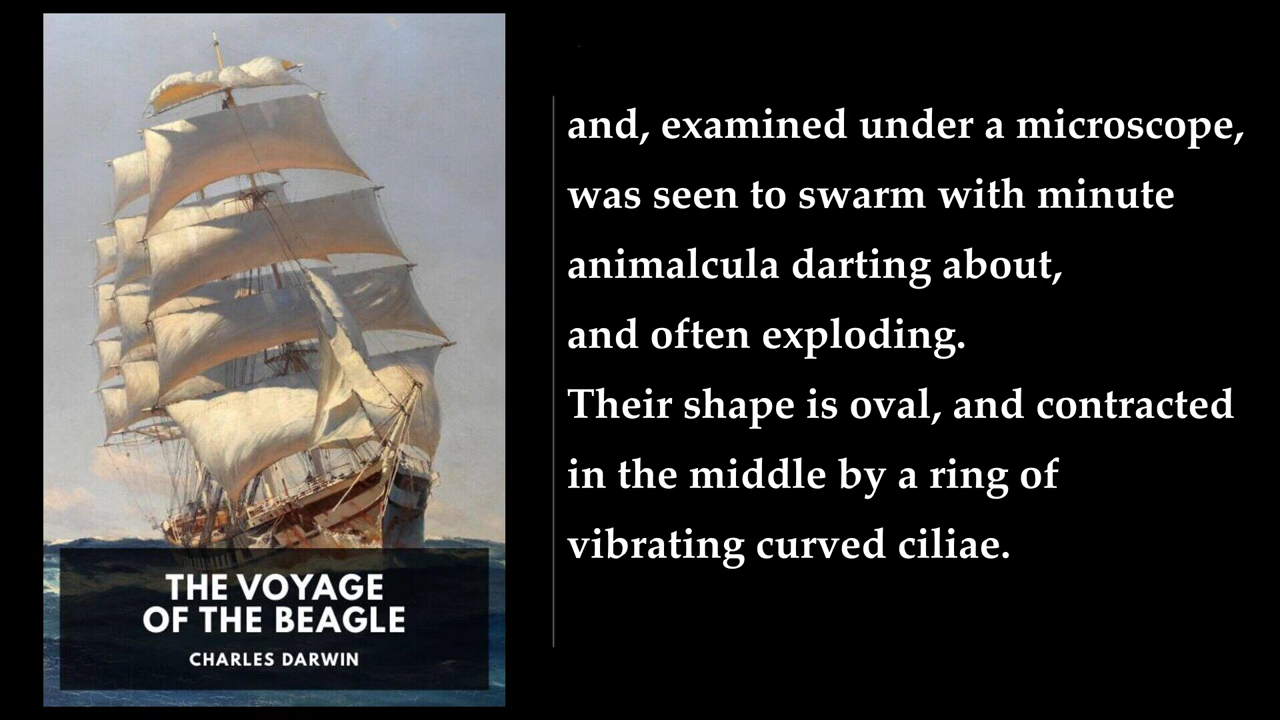 THE VOYAGE
OF THE BEAGLE
CHARLES DARWIN
and, examined under a microscope,
was seen to swarm with minute
animalcula darting about,
and often exploding.
Their shape is oval, and contracted
in the middle by a ring of
vibrating curved ciliae.